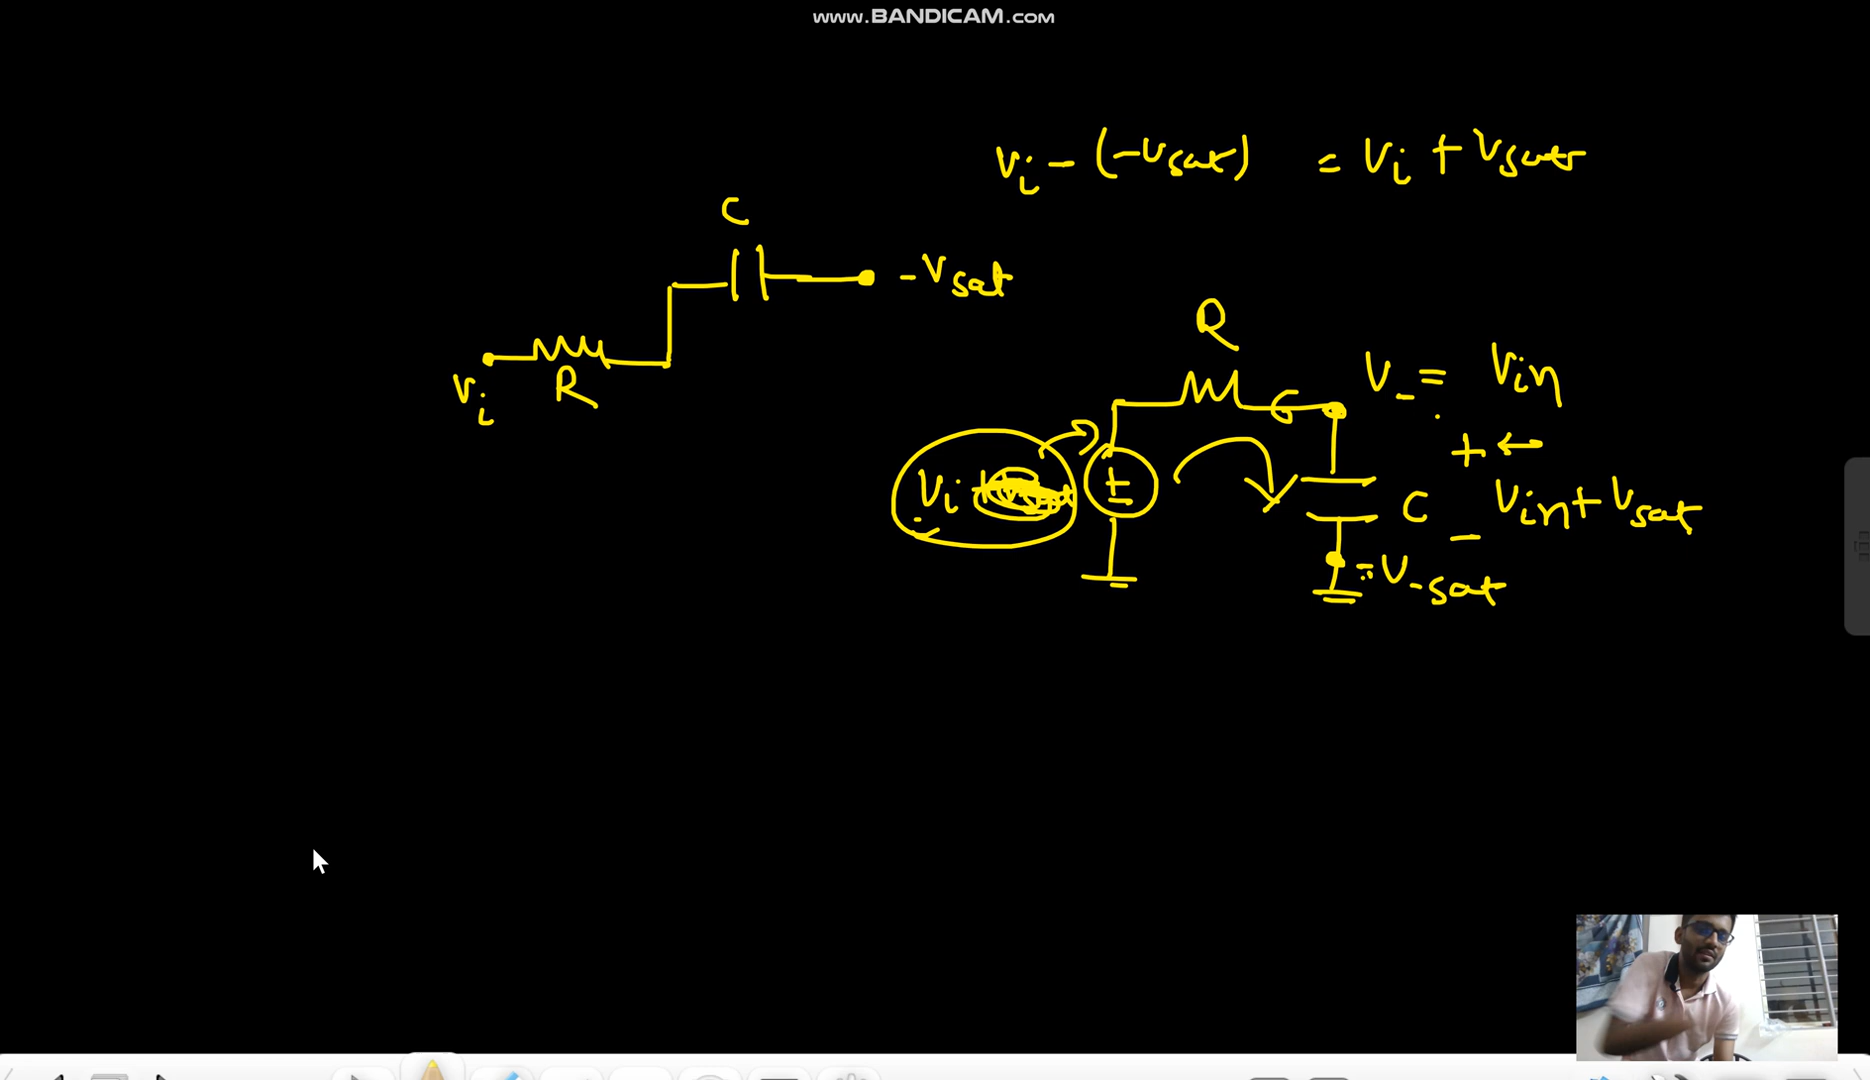 www.BANDICAM.com
Vi - (-Vsat) = Vi + Vsat
C
-Vsat
Vi
R
R
V- = Vin
+
Vi
±
C
- Vin + Vsat
= V-sat